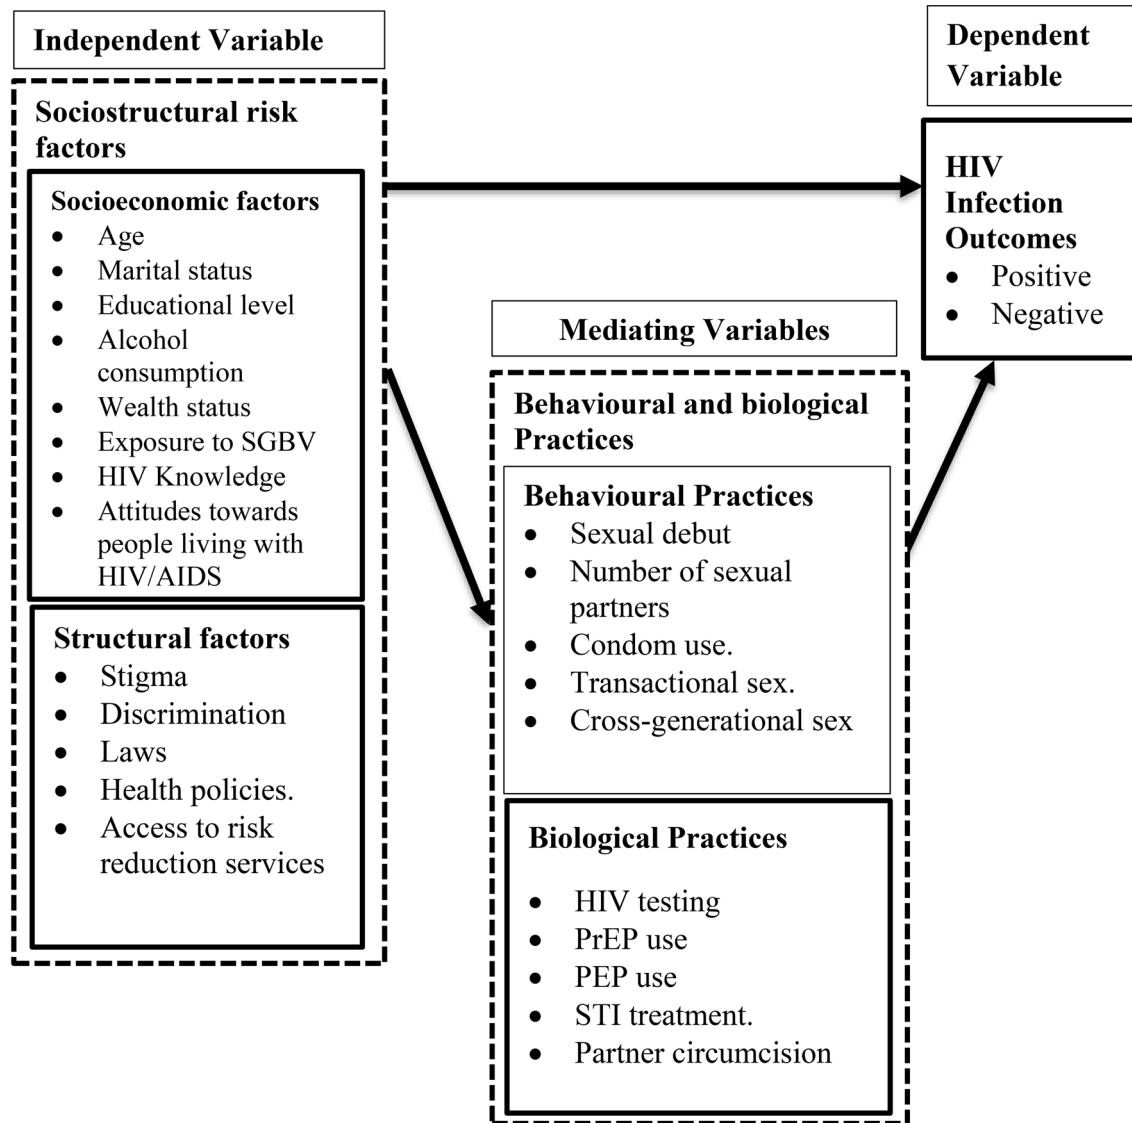 Independent Variable
Sociostructural risk
factors
Socioeconomic factors
• Age
• Marital status
• Educational level
• Alcohol
consumption
• Wealth status
• Exposure to SGBV
• HIV Knowledge
• Attitudes towards
people living with
HIV/AIDS
Structural factors
• Stigma
• Discrimination
• Laws
• Health policies.
• Access to risk
reduction services
Mediating Variables
Behavioural and biological
Practices
Behavioural Practices
• Sexual debut
• Number of sexual
partners
• Condom use.
• Transactional sex.
• Cross-generational sex
Biological Practices
• HIV testing
• PrEP use
• PEP use
• STI treatment.
• Partner circumcision
Dependent
Variable
HIV
Infection
Outcomes
• Positive
• Negative